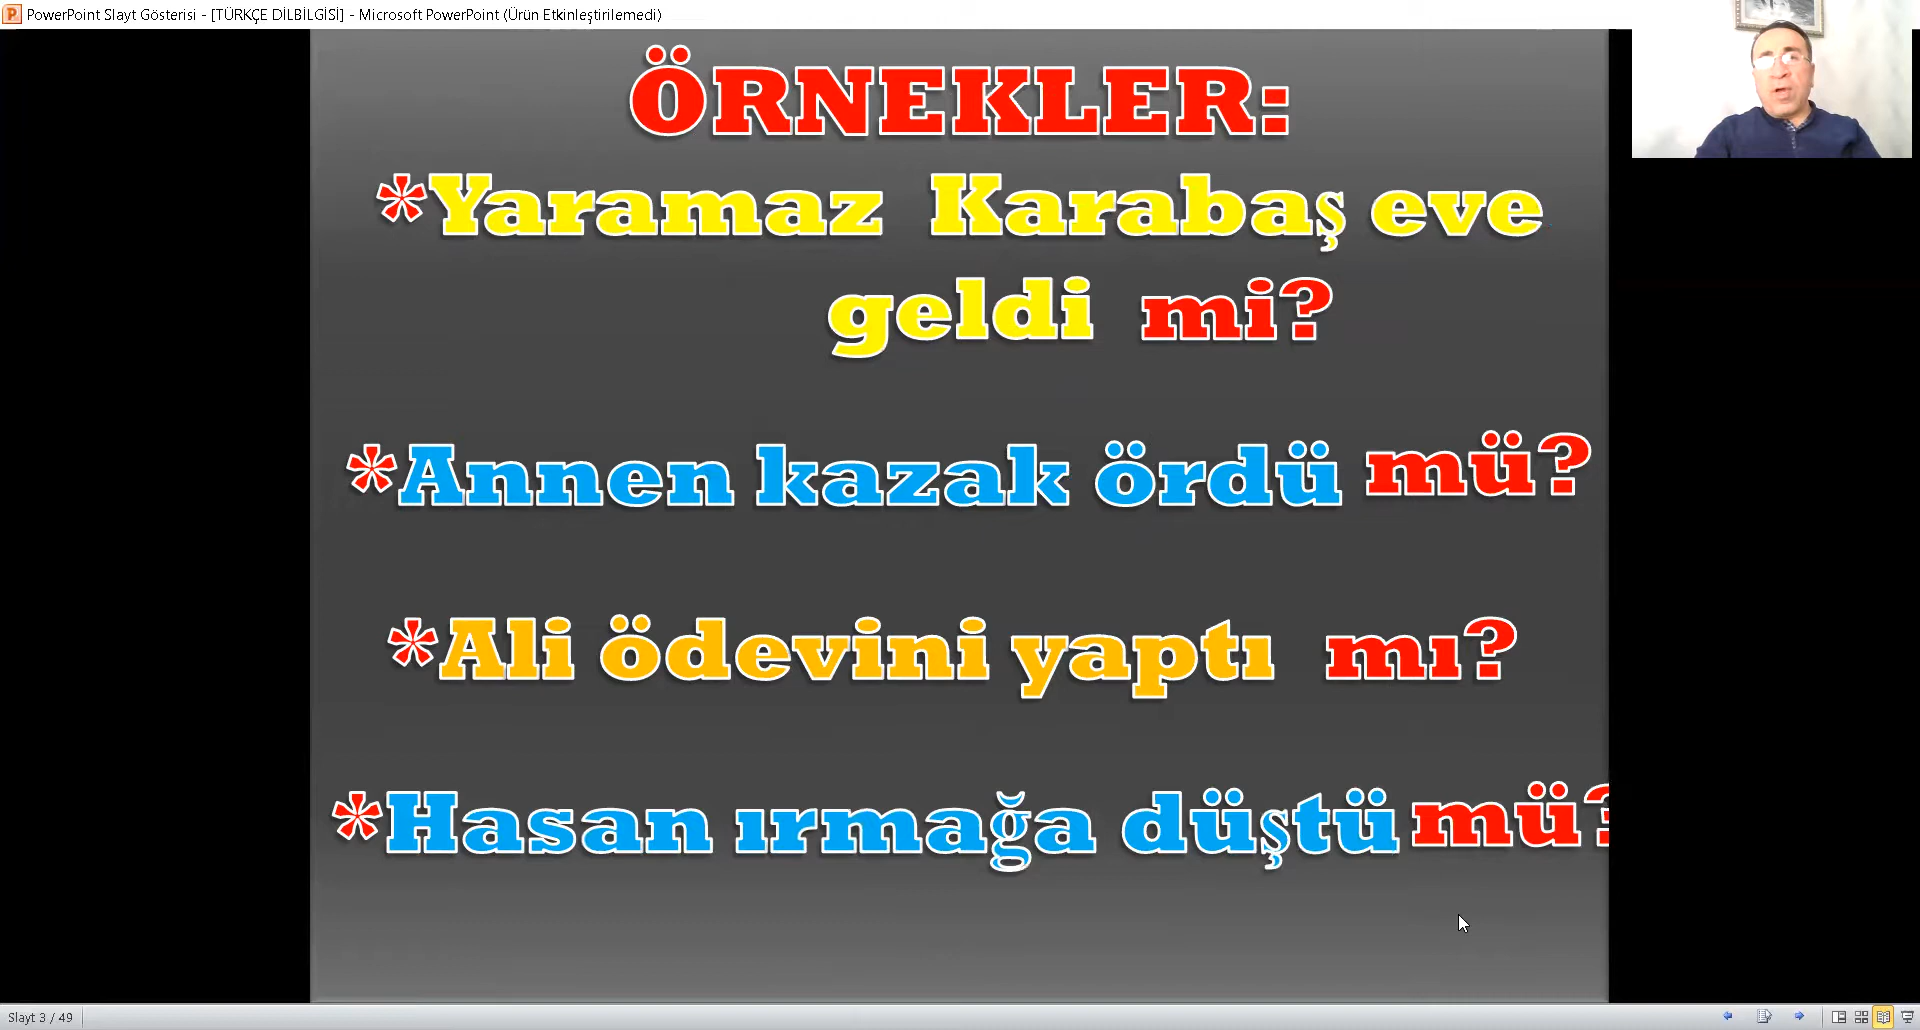 PowerPoint Slayt Gösterisi - [TÜRKÇE DİLBİLGİSİ] - Microsoft PowerPoint (Ürün Etkinleştirilemedi)
ÖRNEKLER:
*Yaramaz Karabaş eve
geldi mi?
*Annen kazak ördü mü?
*Ali ödevini yaptı mı?
*Hasan ırmağa düştü mü?
Slayt 3 / 49